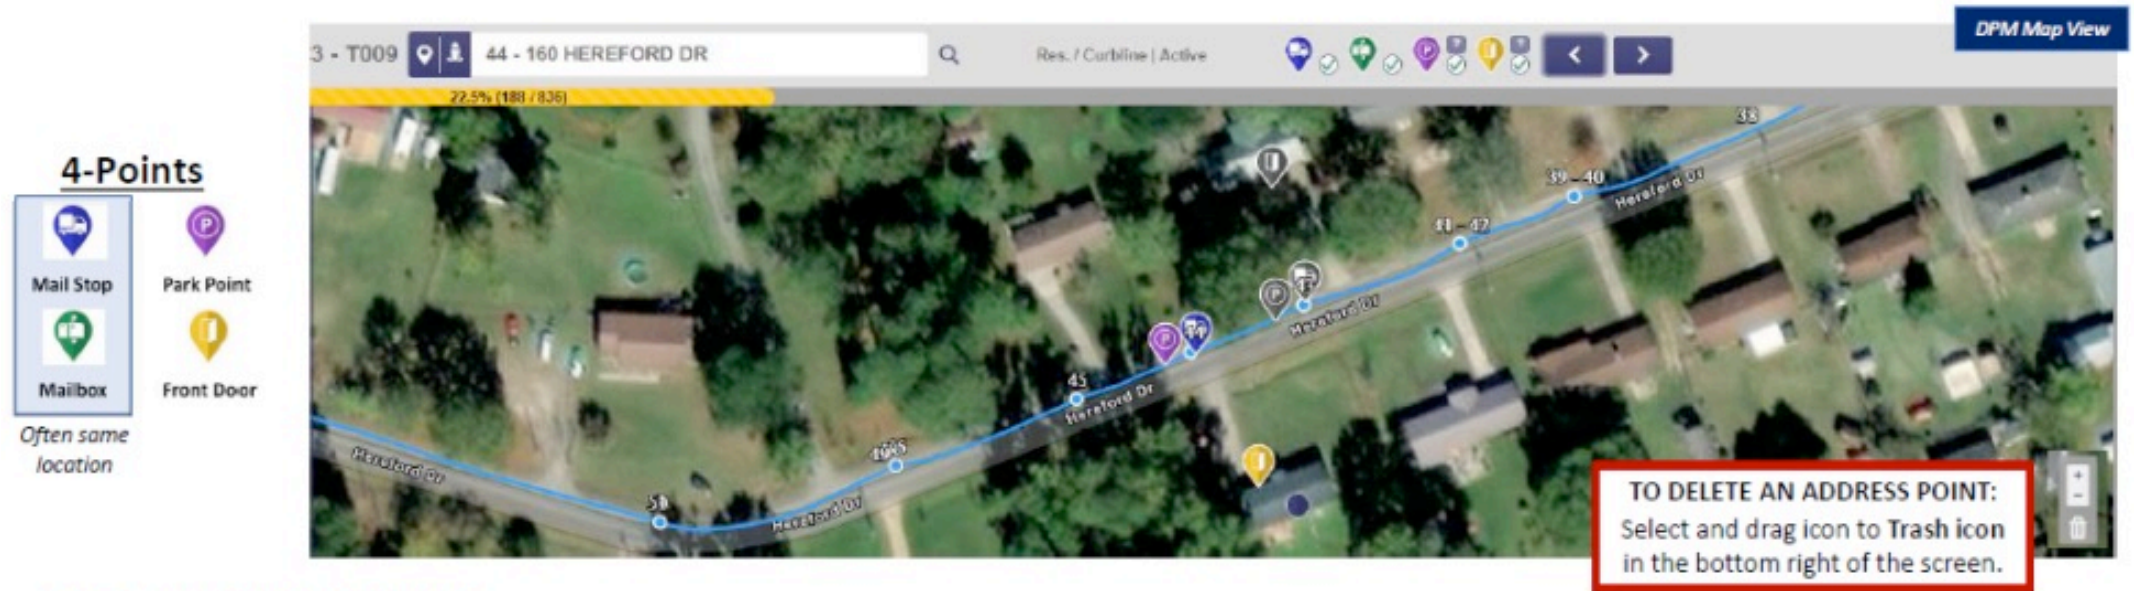 DPM Map View
3 - T009
44 - 160 HEREFORD DR
Res. / Curbline | Active
22.5% (188 / 836)
4-Points
Mail Stop
Park Point
Mailbox
Front Door
Often same
location
38
39 - 40
Hereford Dr
41 - 42
Hereford Dr
45
Hereford Dr
Hereford Dr
Hereford Dr
TO DELETE AN ADDRESS POINT:
Select and drag icon to Trash icon
in the bottom right of the screen.